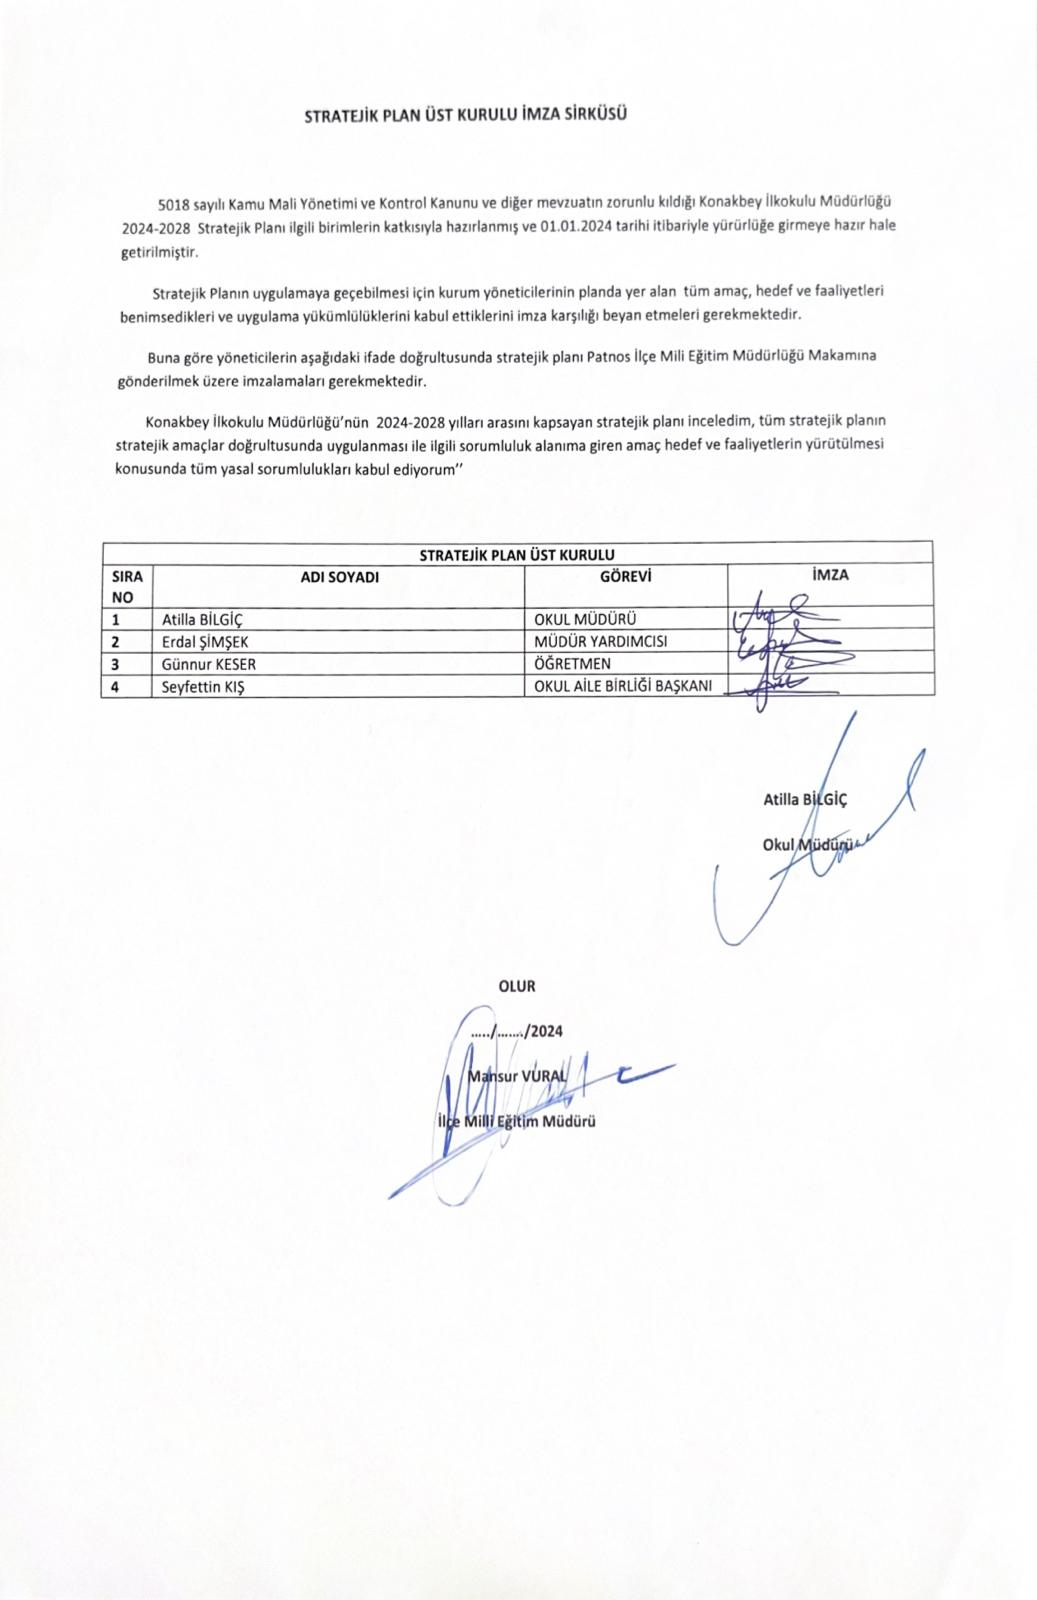 STRATEJİK PLAN ÜST KURULU İMZA SİRKÜSÜ
5018 sayılı Kamu Mali Yönetimi ve Kontrol Kanunu ve diğer mevzuatın zorunlu kıldığı Konakbey İlkokulu Müdürlüğü
2024-2028 Stratejik Planı ilgili birimlerin katkısıyla hazırlanmış ve 01.01.2024 tarihi itibariyle yürürlüğe girmeye hazır hale
getirilmiştir.
Stratejik Planın uygulamaya geçebilmesi için kurum yöneticilerinin planda yer alan tüm amaç, hedef ve faaliyetleri
benimsedikleri ve uygulama yükümlülüklerini kabul ettiklerini imza karşılığı beyan etmeleri gerekmektedir.
Buna göre yöneticilerin aşağıdaki ifade doğrultusunda stratejik planı Patnos İlçe Mili Eğitim Müdürlüğü Makamına
gönderilmek üzere imzalamaları gerekmektedir.
Konakbey İlkokulu Müdürlüğü'nün 2024-2028 yılları arasını kapsayan stratejik planı inceledim, tüm stratejik planın
stratejik amaçlar doğrultusunda uygulanması ile ilgili sorumluluk alanıma giren amaç hedef ve faaliyetlerin yürütülmesi
konusunda tüm yasal sorumlulukları kabul ediyorum''
STRATEJİK PLAN ÜST KURULU
SIRA NO ADI SOYADI GÖREVİ İMZA
1 Atilla BİLGİÇ OKUL MÜDÜRÜ
2 Erdal ŞİMŞEK MÜDÜR YARDIMCISI
3 Günnur KESER ÖĞRETMEN
4 Seyfettin KIŞ OKUL AİLE BİRLİĞİ BAŞKANI
Atilla BİLGİÇ
Okul Müdürü
OLUR
...../......./2024
Mansur VURAL
İlçe Milli Eğitim Müdürü